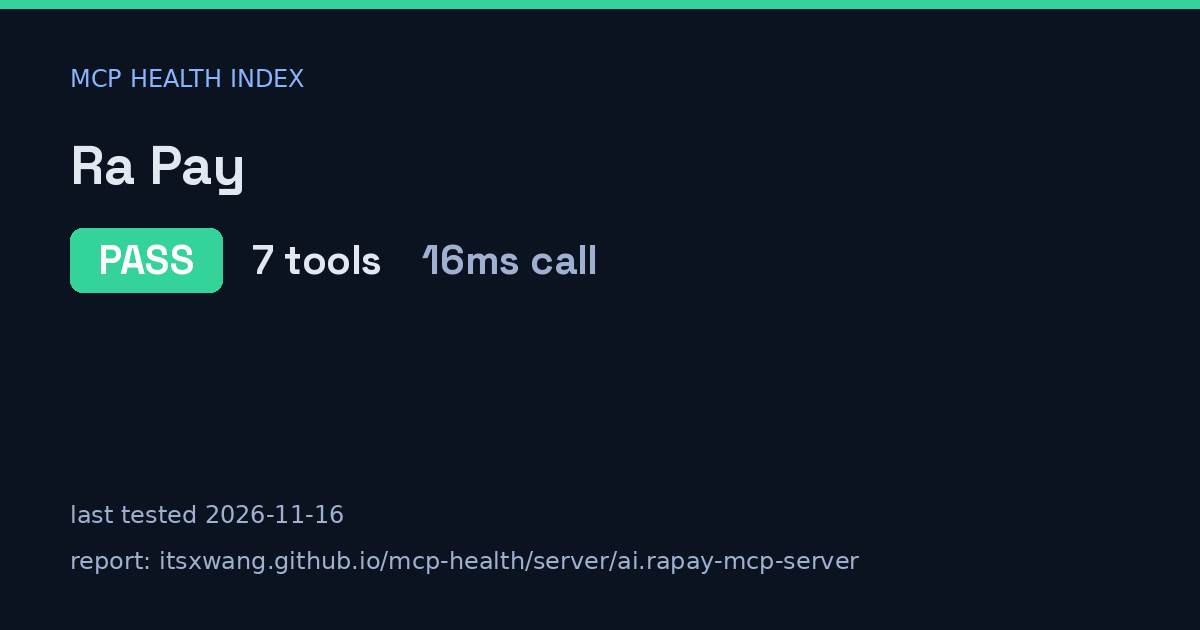 MCP HEALTH INDEX
Ra Pay
PASS 7 tools 16ms call
last tested 2026-11-16
report: itsxwang.github.io/mcp-health/server/ai.rapay-mcp-server